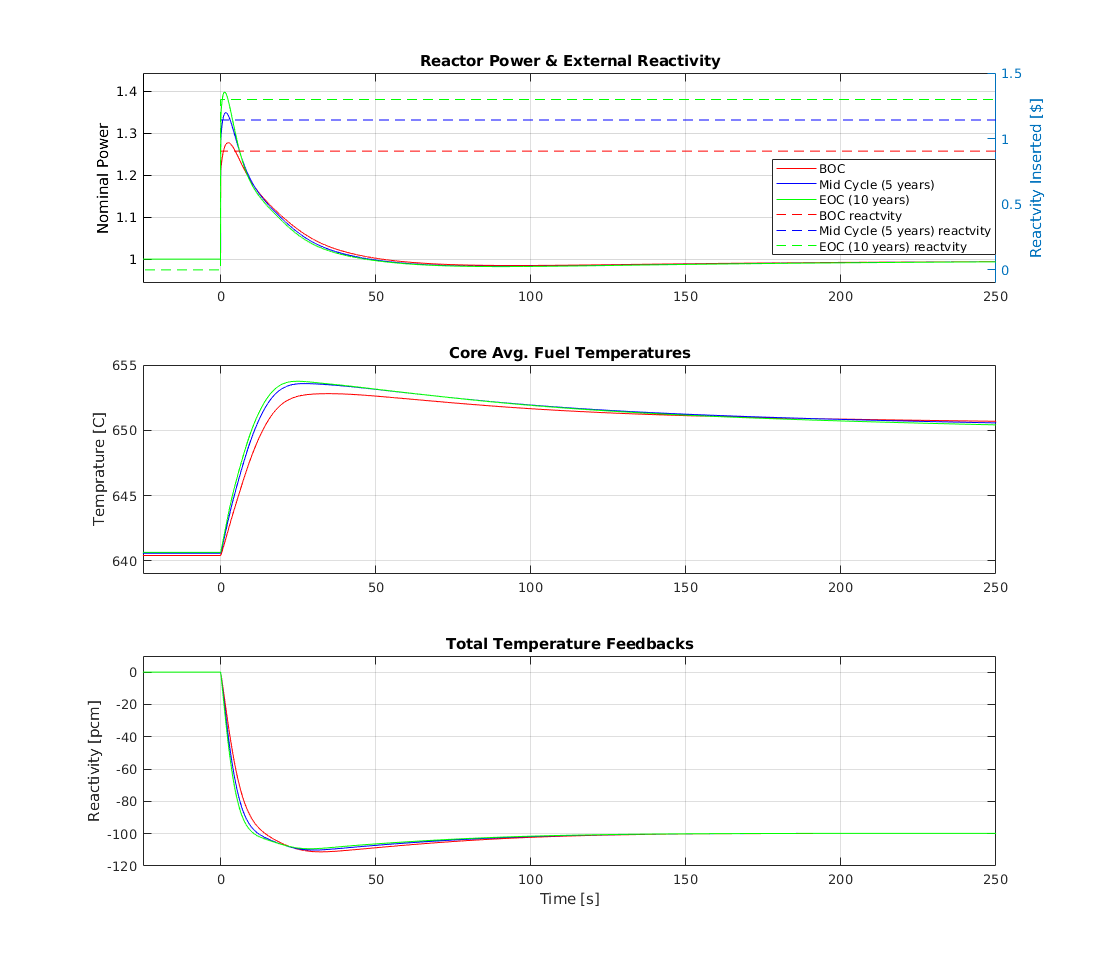 Reactor Power & External Reactivity
Nominal Power
1.4
1.3
1.2
1.1
1
1.5
1
0.5
0
Reactvity Inserted [$]
BOC
Mid Cycle (5 years)
EOC (10 years)
BOC reactvity
Mid Cycle (5 years) reactvity
EOC (10 years) reactvity
0 50 100 150 200 250
Core Avg. Fuel Temperatures
Temprature [C]
655
650
645
640
0 50 100 150 200 250
Total Temperature Feedbacks
Reactivity [pcm]
0
-20
-40
-60
-80
-100
-120
0 50 100 150 200 250
Time [s]